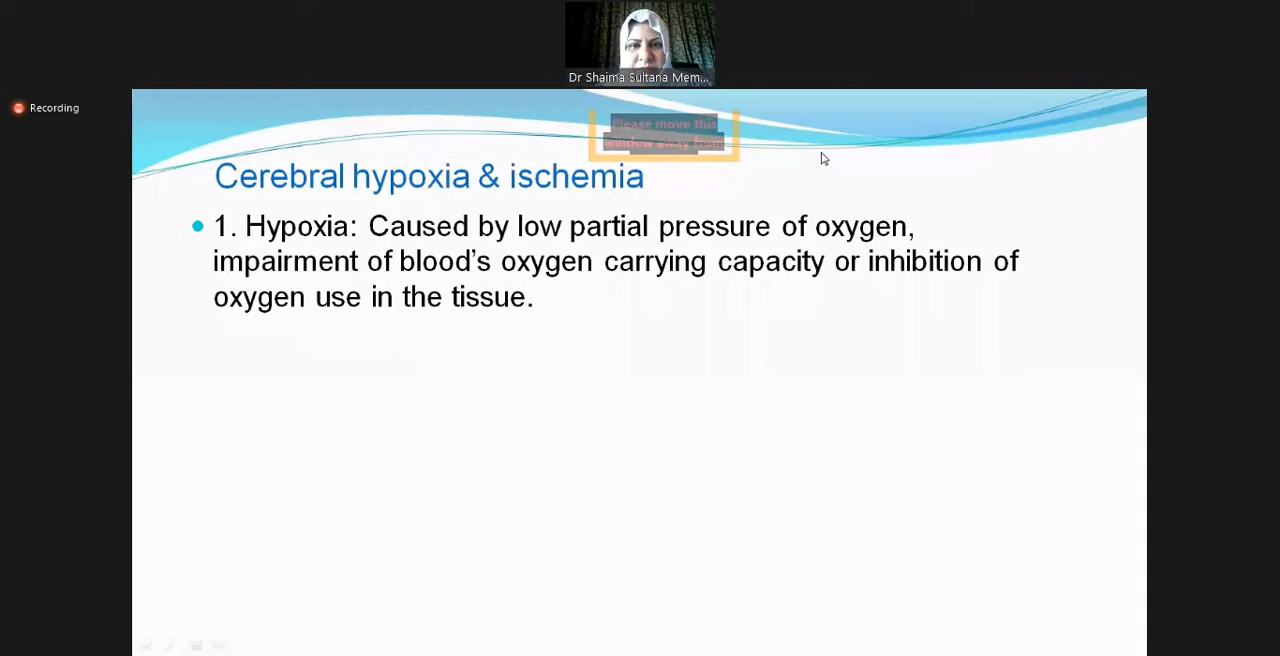 Dr Shaima Sultana Mem...
Recording
Please move this
window away from
Cerebral hypoxia & ischemia
1. Hypoxia: Caused by low partial pressure of oxygen,
impairment of blood's oxygen carrying capacity or inhibition of
oxygen use in the tissue.